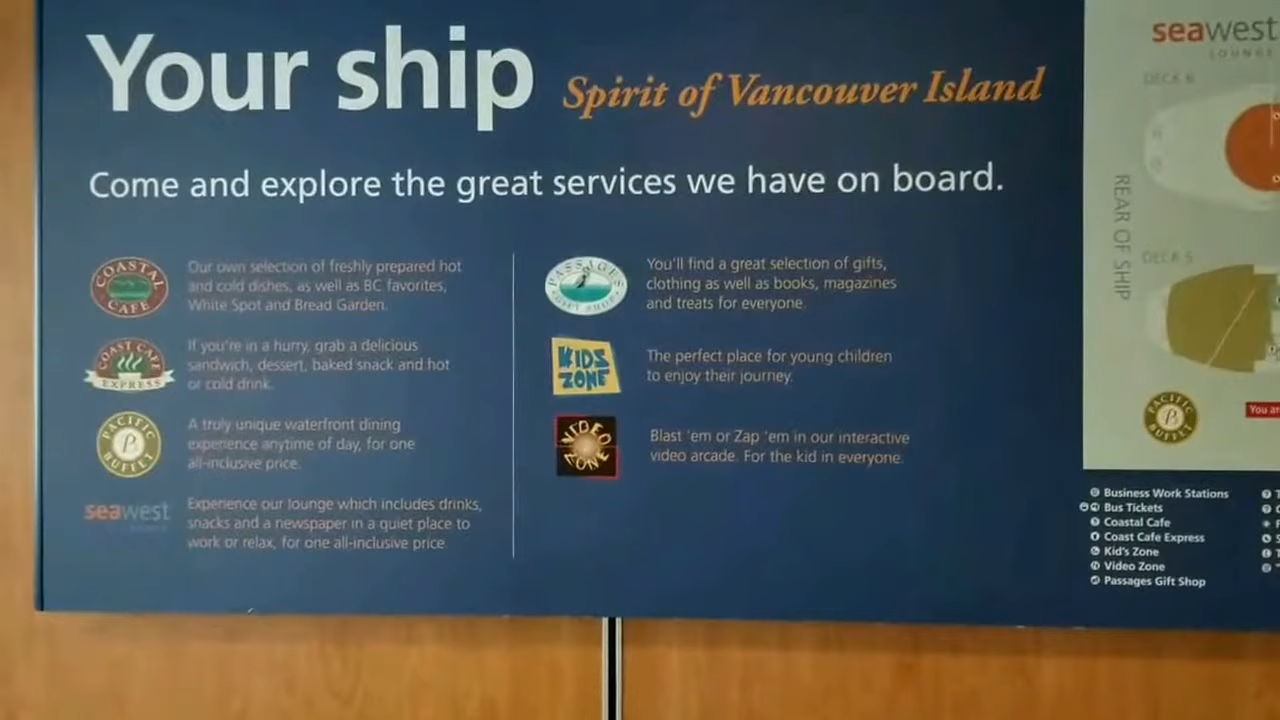 Your ship Spirit of Vancouver Island
Come and explore the great services we have on board.
COASTAL CAFE
Our own selection of freshly prepared hot
and cold dishes, as well as BC favorites,
White Spot and Bread Garden.
COAST CAFE EXPRESS
If you're in a hurry, grab a delicious
sandwich, dessert, baked snack and hot
or cold drink.
PACIFIC BUFFET
A truly unique waterfront dining
experience anytime of day, for one
all-inclusive price.
seawest
Experience our lounge which includes drinks,
snacks and a newspaper in a quiet place to
work or relax, for one all-inclusive price.
PASSAGES GIFT SHOP
You'll find a great selection of gifts,
clothing as well as books, magazines
and treats for everyone.
KIDS ZONE
The perfect place for young children
to enjoy their journey.
VIDEO ZONE
Blast 'em or Zap 'em in our interactive
video arcade. For the kid in everyone.
seawest
LOUNGE
DECK 6
REAR OF SHIP
DECK 5
PACIFIC BUFFET
You ar
Business Work Stations
Bus Tickets
Coastal Cafe
Coast Cafe Express
Kid's Zone
Video Zone
Passages Gift Shop